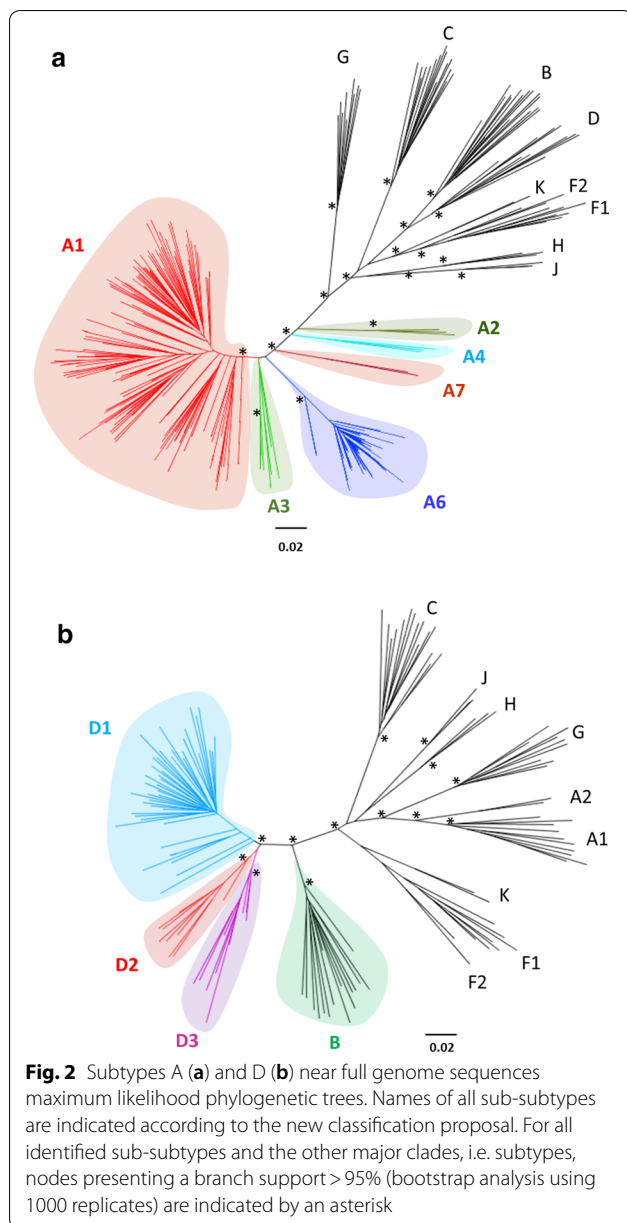 a
G
C
B
D
K
F2
F1
H
J
A1
A2
A4
A7
A3
A6
0.02
b
C
J
H
G
A2
A1
D1
K
F1
F2
D2
D3
B
0.02
Fig. 2 Subtypes A (a) and D (b) near full genome sequences
maximum likelihood phylogenetic trees. Names of all sub-subtypes
are indicated according to the new classification proposal. For all
identified sub-subtypes and the other major clades, i.e. subtypes,
nodes presenting a branch support > 95% (bootstrap analysis using
1000 replicates) are indicated by an asterisk